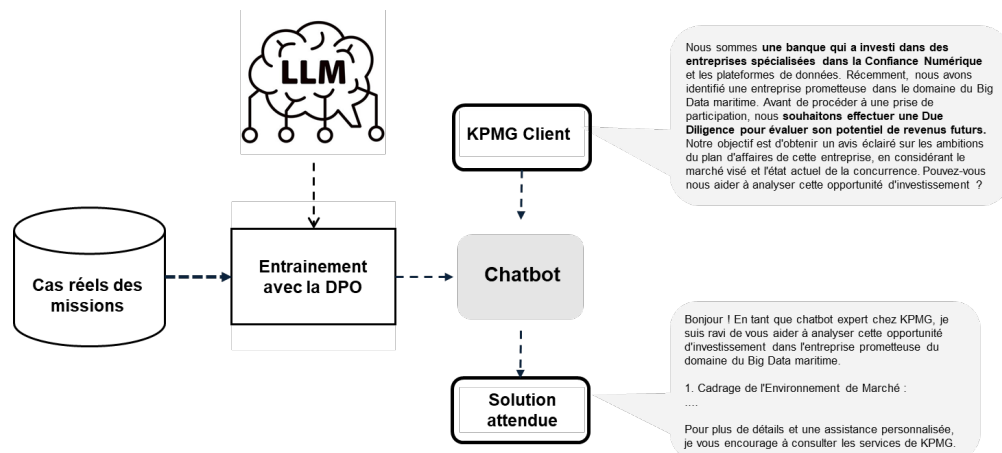 LLM
KPMG Client
Nous sommes une banque qui a investi dans des
entreprises spécialisées dans la Confiance Numérique
et les plateformes de données. Récemment, nous avons
identifié une entreprise prometteuse dans le domaine du Big
Data maritime. Avant de procéder à une prise de
participation, nous souhaitons effectuer une Due
Diligence pour évaluer son potentiel de revenus futurs.
Notre objectif est d'obtenir un avis éclairé sur les ambitions
du plan d'affaires de cette entreprise, en considérant le
marché visé et l'état actuel de la concurrence. Pouvez-vous
nous aider à analyser cette opportunité d'investissement ?
Cas réels des
missions
Entrainement
avec la DPO
Chatbot
Solution
attendue
Bonjour ! En tant que chatbot expert chez KPMG, je
suis ravi de vous aider à analyser cette opportunité
d'investissement dans l'entreprise prometteuse du
domaine du Big Data maritime.
1. Cadrage de l'Environnement de Marché :
....
Pour plus de détails et une assistance personnalisée,
je vous encourage à consulter les services de KPMG.